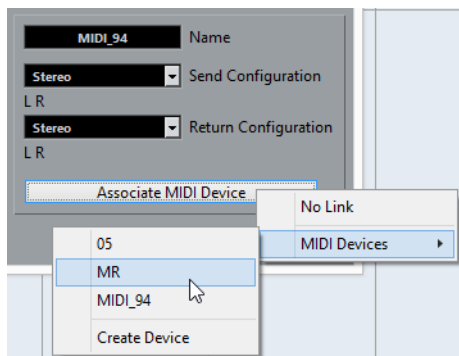 MIDI_94 Name
Stereo Send Configuration
L R
Stereo Return Configuration
L R
Associate MIDI Device
No Link
MIDI Devices
05
MR
MIDI_94
Create Device